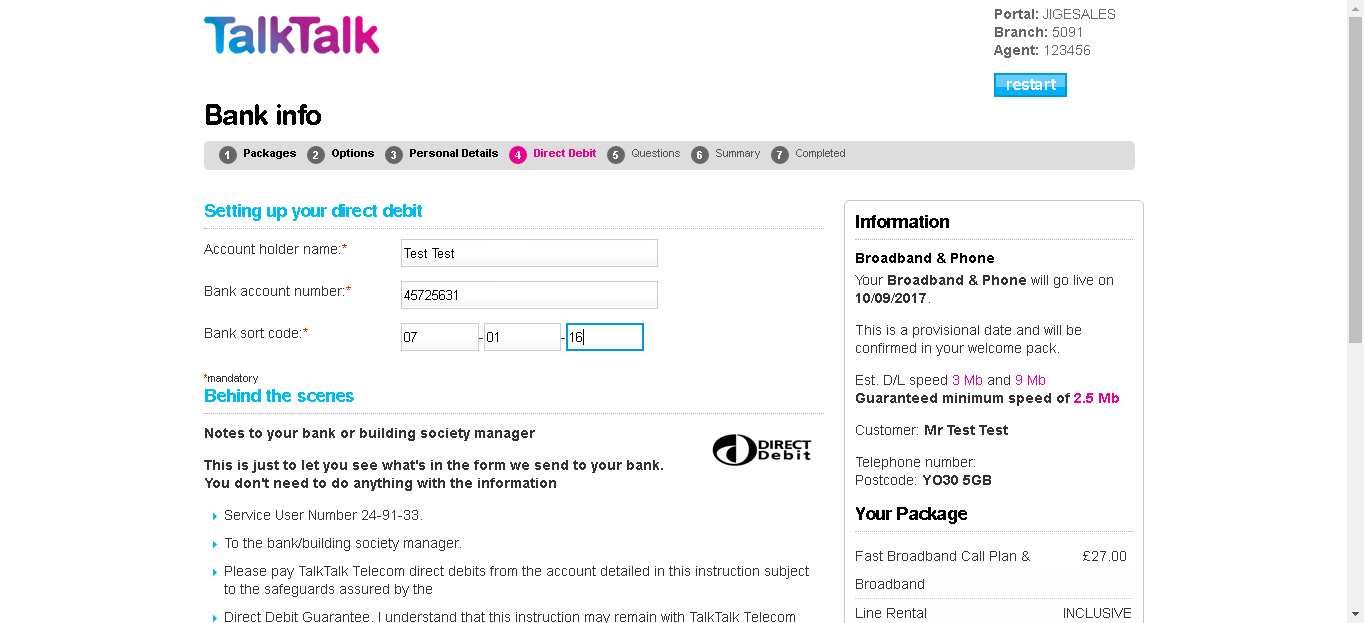 TalkTalk
Portal: JIGESALES
Branch: 5091
Agent: 123456
restart
Bank info
1 Packages 2 Options 3 Personal Details 4 Direct Debit 5 Questions 6 Summary 7 Completed
Setting up your direct debit
Account holder name:* Test Test
Bank account number:* 45725631
Bank sort code:* 07 - 01 - 16
*mandatory
Behind the scenes
Notes to your bank or building society manager
DIRECT
Debit
This is just to let you see what's in the form we send to your bank.
You don't need to do anything with the information
Service User Number 24-91-33.
To the bank/building society manager.
Please pay TalkTalk Telecom direct debits from the account detailed in this instruction subject
to the safeguards assured by the
Direct Debit Guarantee. I understand that this instruction may remain with TalkTalk Telecom
Information
Broadband & Phone
Your Broadband & Phone will go live on
10/09/2017.
This is a provisional date and will be
confirmed in your welcome pack.
Est. D/L speed 3 Mb and 9 Mb
Guaranteed minimum speed of 2.5 Mb
Customer: Mr Test Test
Telephone number:
Postcode: YO30 5GB
Your Package
Fast Broadband Call Plan & £27.00
Broadband
Line Rental INCLUSIVE